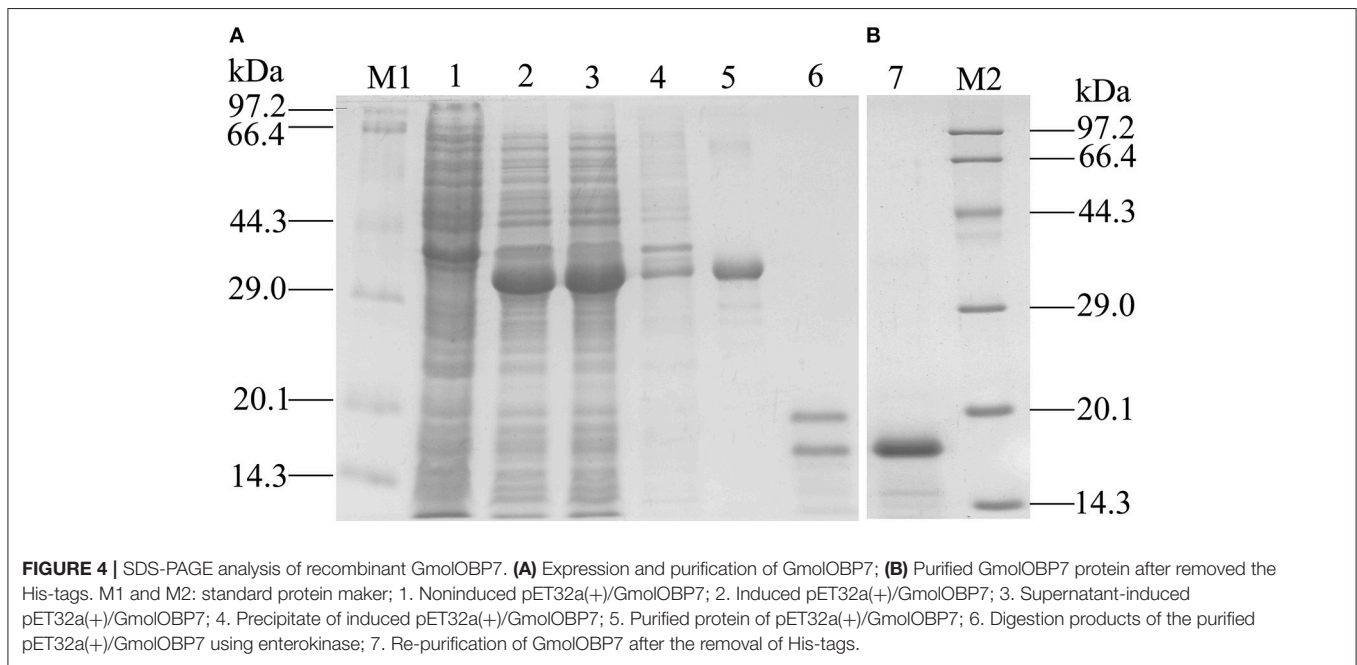 A
B
kDa M1 1 2 3 4 5 6
7 M2 kDa
97.2
66.4
44.3
29.0
20.1
14.3
97.2
66.4
44.3
29.0
20.1
14.3
FIGURE 4 | SDS-PAGE analysis of recombinant GmolOBP7. (A) Expression and purification of GmolOBP7; (B) Purified GmolOBP7 protein after removed the
His-tags. M1 and M2: standard protein maker; 1. Noninduced pET32a(+)/GmolOBP7; 2. Induced pET32a(+)/GmolOBP7; 3. Supernatant-induced
pET32a(+)/GmolOBP7; 4. Precipitate of induced pET32a(+)/GmolOBP7; 5. Purified protein of pET32a(+)/GmolOBP7; 6. Digestion products of the purified
pET32a(+)/GmolOBP7 using enterokinase; 7. Re-purification of GmolOBP7 after the removal of His-tags.